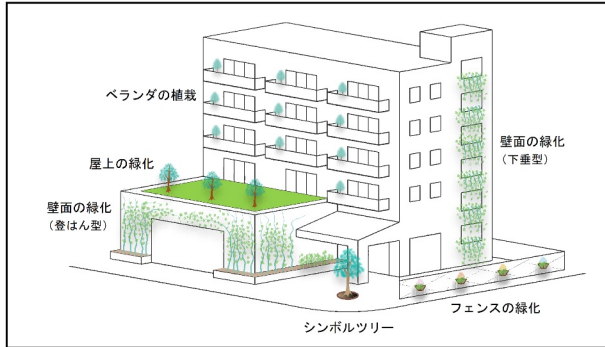 ベランダの植栽
屋上の緑化
壁面の緑化
（登はん型）
壁面の緑化
（下垂型）
フェンスの緑化
シンボルツリー